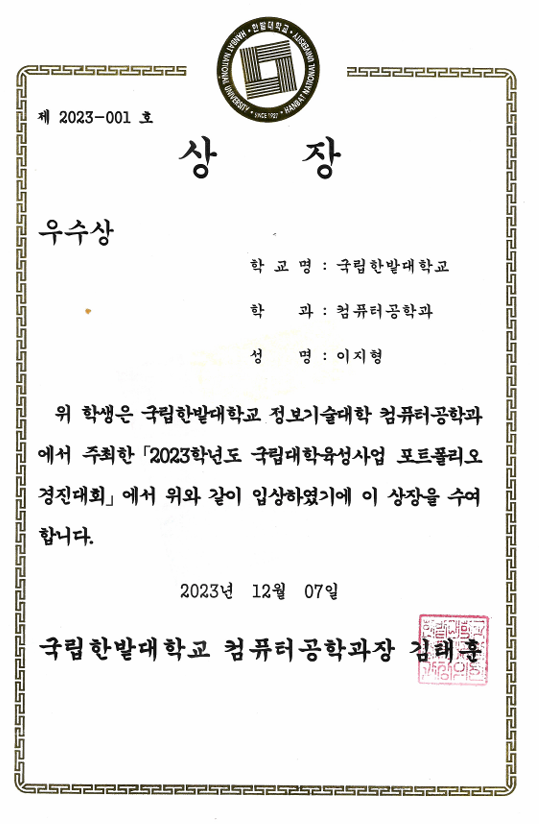 한밭대학교
HANBAT NATIONAL UNIVERSITY · SINCE 1927 · HANBAT NATIONAL UNIVERSITY
제 2023-001 호
상 장
우수상
학 교 명 : 국립한밭대학교
학 과 : 컴퓨터공학과
성 명 : 이지형
위 학생은 국립한밭대학교 정보기술대학 컴퓨터공학과
에서 주최한 「2023학년도 국립대학육성사업 포트폴리오
경진대회」에서 위와 같이 입상하였기에 이 상장을 수여
합니다.
2023년 12월 07일
국립한밭대학교 컴퓨터공학과장 김태훈